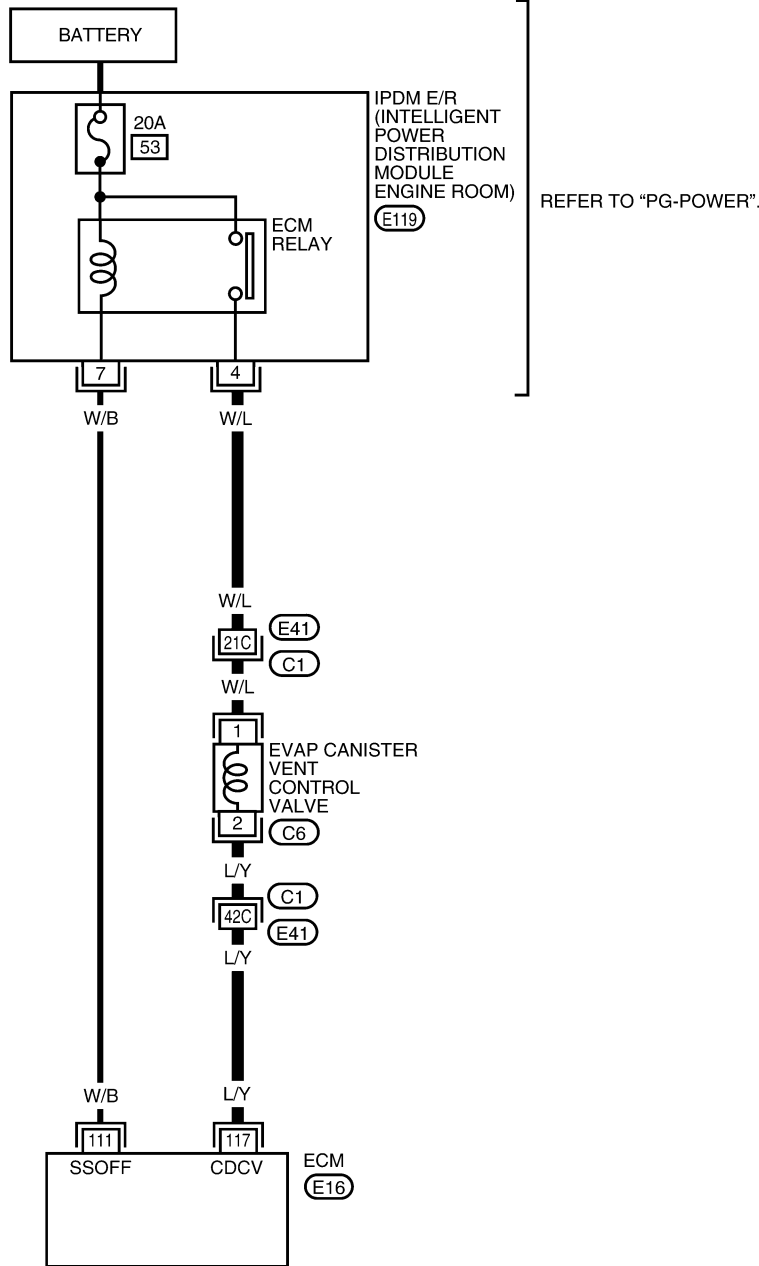 BATTERY
20A
53
IPDM E/R
(INTELLIGENT
POWER
DISTRIBUTION
MODULE
ENGINE ROOM)
E119
REFER TO “PG-POWER”.
ECM
RELAY
7
4
W/B
W/L
W/L
E41
21C
C1
W/L
1
EVAP CANISTER
VENT
CONTROL
VALVE
2
C6
L/Y
C1
42C
E41
L/Y
W/B
L/Y
111
117
SSOFF
CDCV
ECM
E16